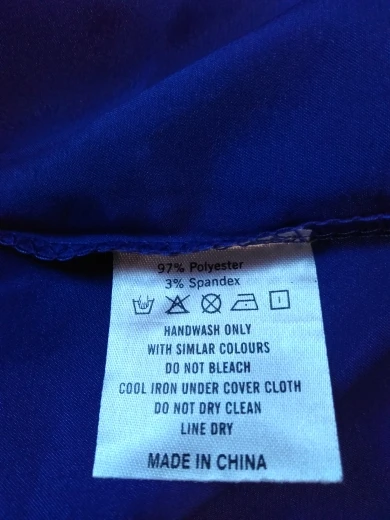 97% Polyester
3% Spandex
HANDWASH ONLY
WITH SIMLAR COLOURS
DO NOT BLEACH
COOL IRON UNDER COVER CLOTH
DO NOT DRY CLEAN
LINE DRY
MADE IN CHINA